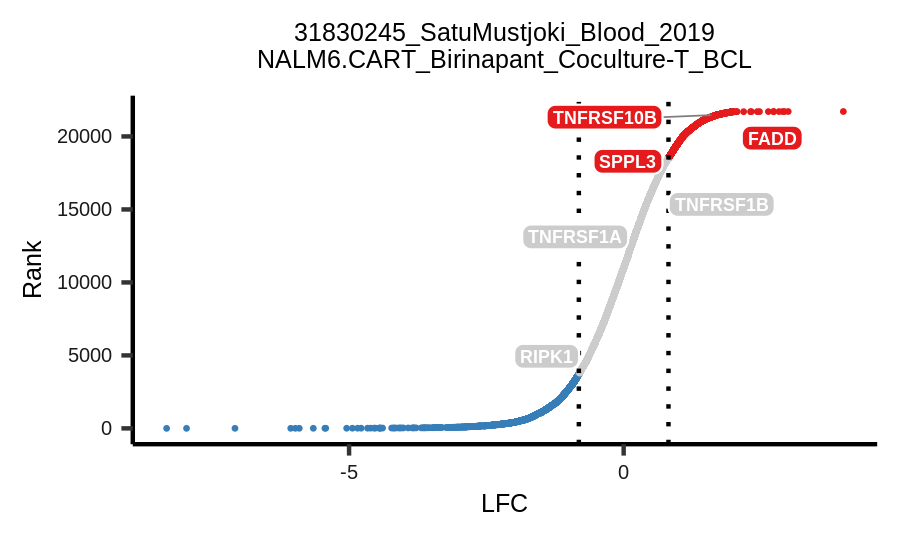 31830245_SatuMustjoki_Blood_2019
NALM6.CART_Birinapant_Coculture-T_BCL
TNFRSF10B
FADD
SPPL3
TNFRSF1B
TNFRSF1A
RIPK1
Rank
20000
15000
10000
5000
0
-5
0
LFC